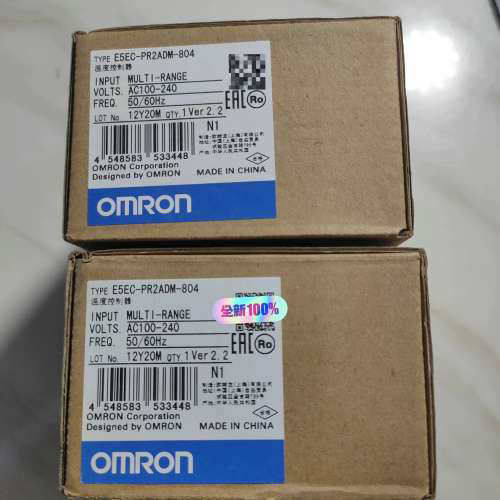 TYPE E5EC-PR2ADM-804
温度控制器
INPUT MULTI-RANGE
VOLTS. AC100-240
FREQ. 50/60Hz
LOT No. 12Y20M QTY. 1 Ver 2.2
EAC Ro
N1
4 548583 533448
OMRON Corporation
Designed by OMRON
MADE IN CHINA
OMRON
TYPE E5EC-PR2ADM-804
温度控制器
全新100%
INPUT MULTI-RANGE
VOLTS. AC100-240
FREQ. 50/60Hz
LOT No. 12Y20M QTY. 1 Ver 2.2
EAC Ro
N1
4 548583 533448
OMRON Corporation
Designed by OMRON
MADE IN CHINA
OMRON